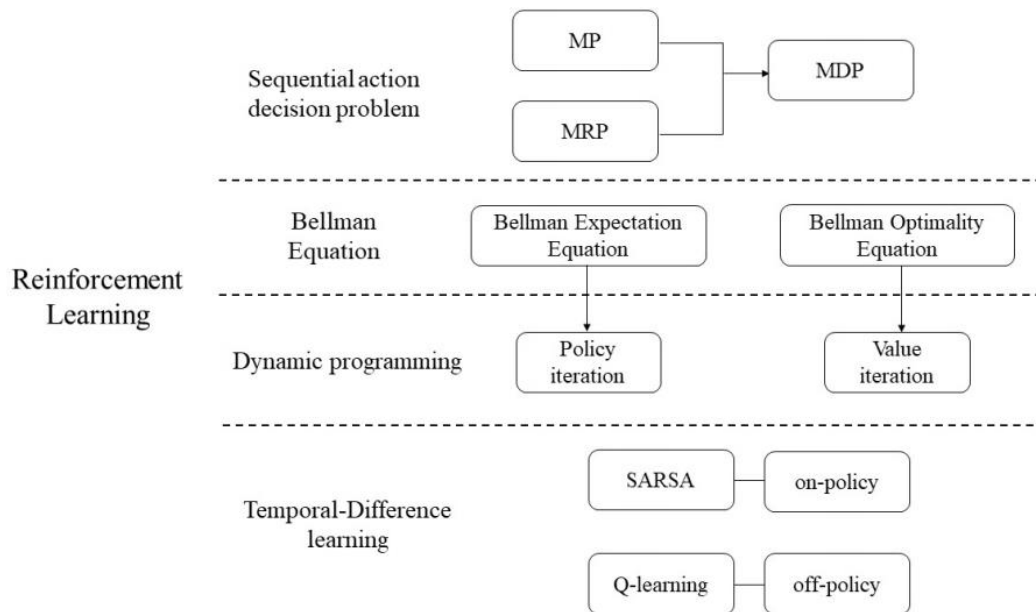 Reinforcement
Learning
Sequential action
decision problem
MP
MRP
MDP
Bellman
Equation
Bellman Expectation
Equation
Bellman Optimality
Equation
Dynamic programming
Policy
iteration
Value
iteration
Temporal-Difference
learning
SARSA
on-policy
Q-learning
off-policy